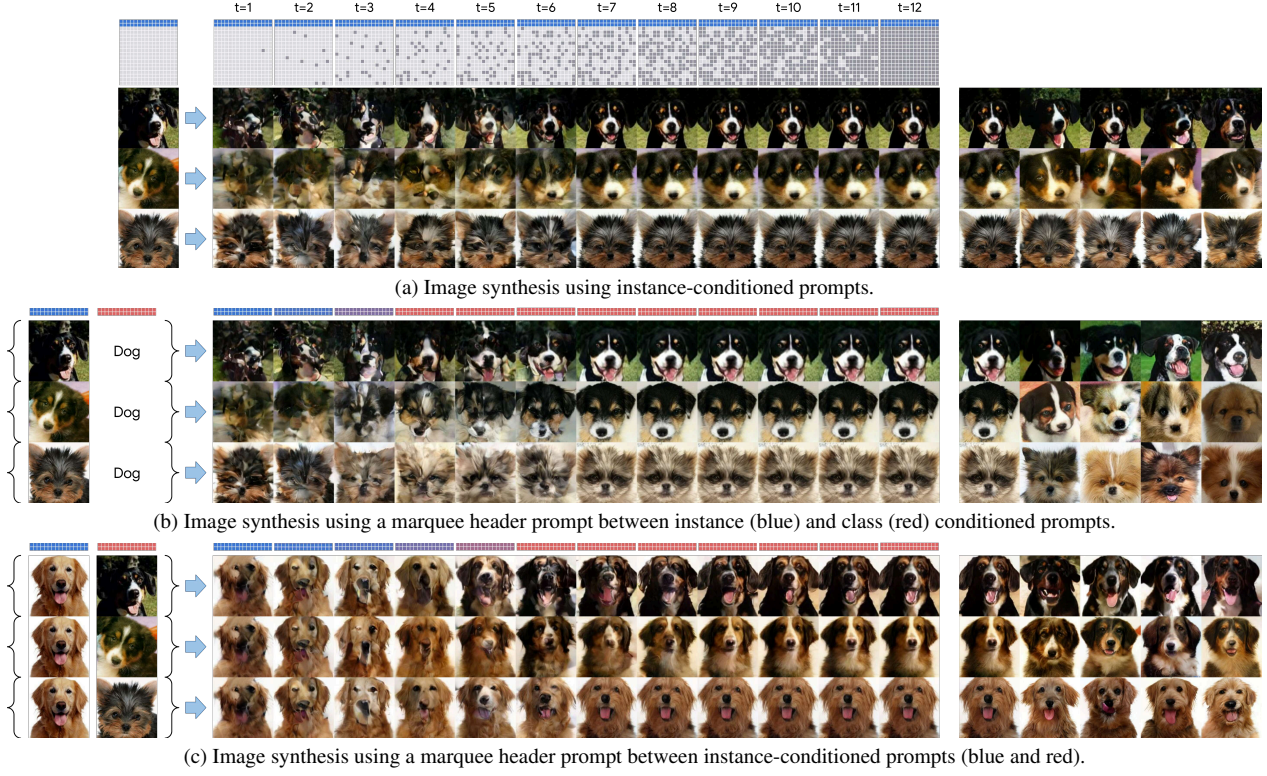 t=1 t=2 t=3 t=4 t=5 t=6 t=7 t=8 t=9 t=10 t=11 t=12
(a) Image synthesis using instance-conditioned prompts.
Dog
Dog
Dog
(b) Image synthesis using a marquee header prompt between instance (blue) and class (red) conditioned prompts.
(c) Image synthesis using a marquee header prompt between instance-conditioned prompts (blue and red).